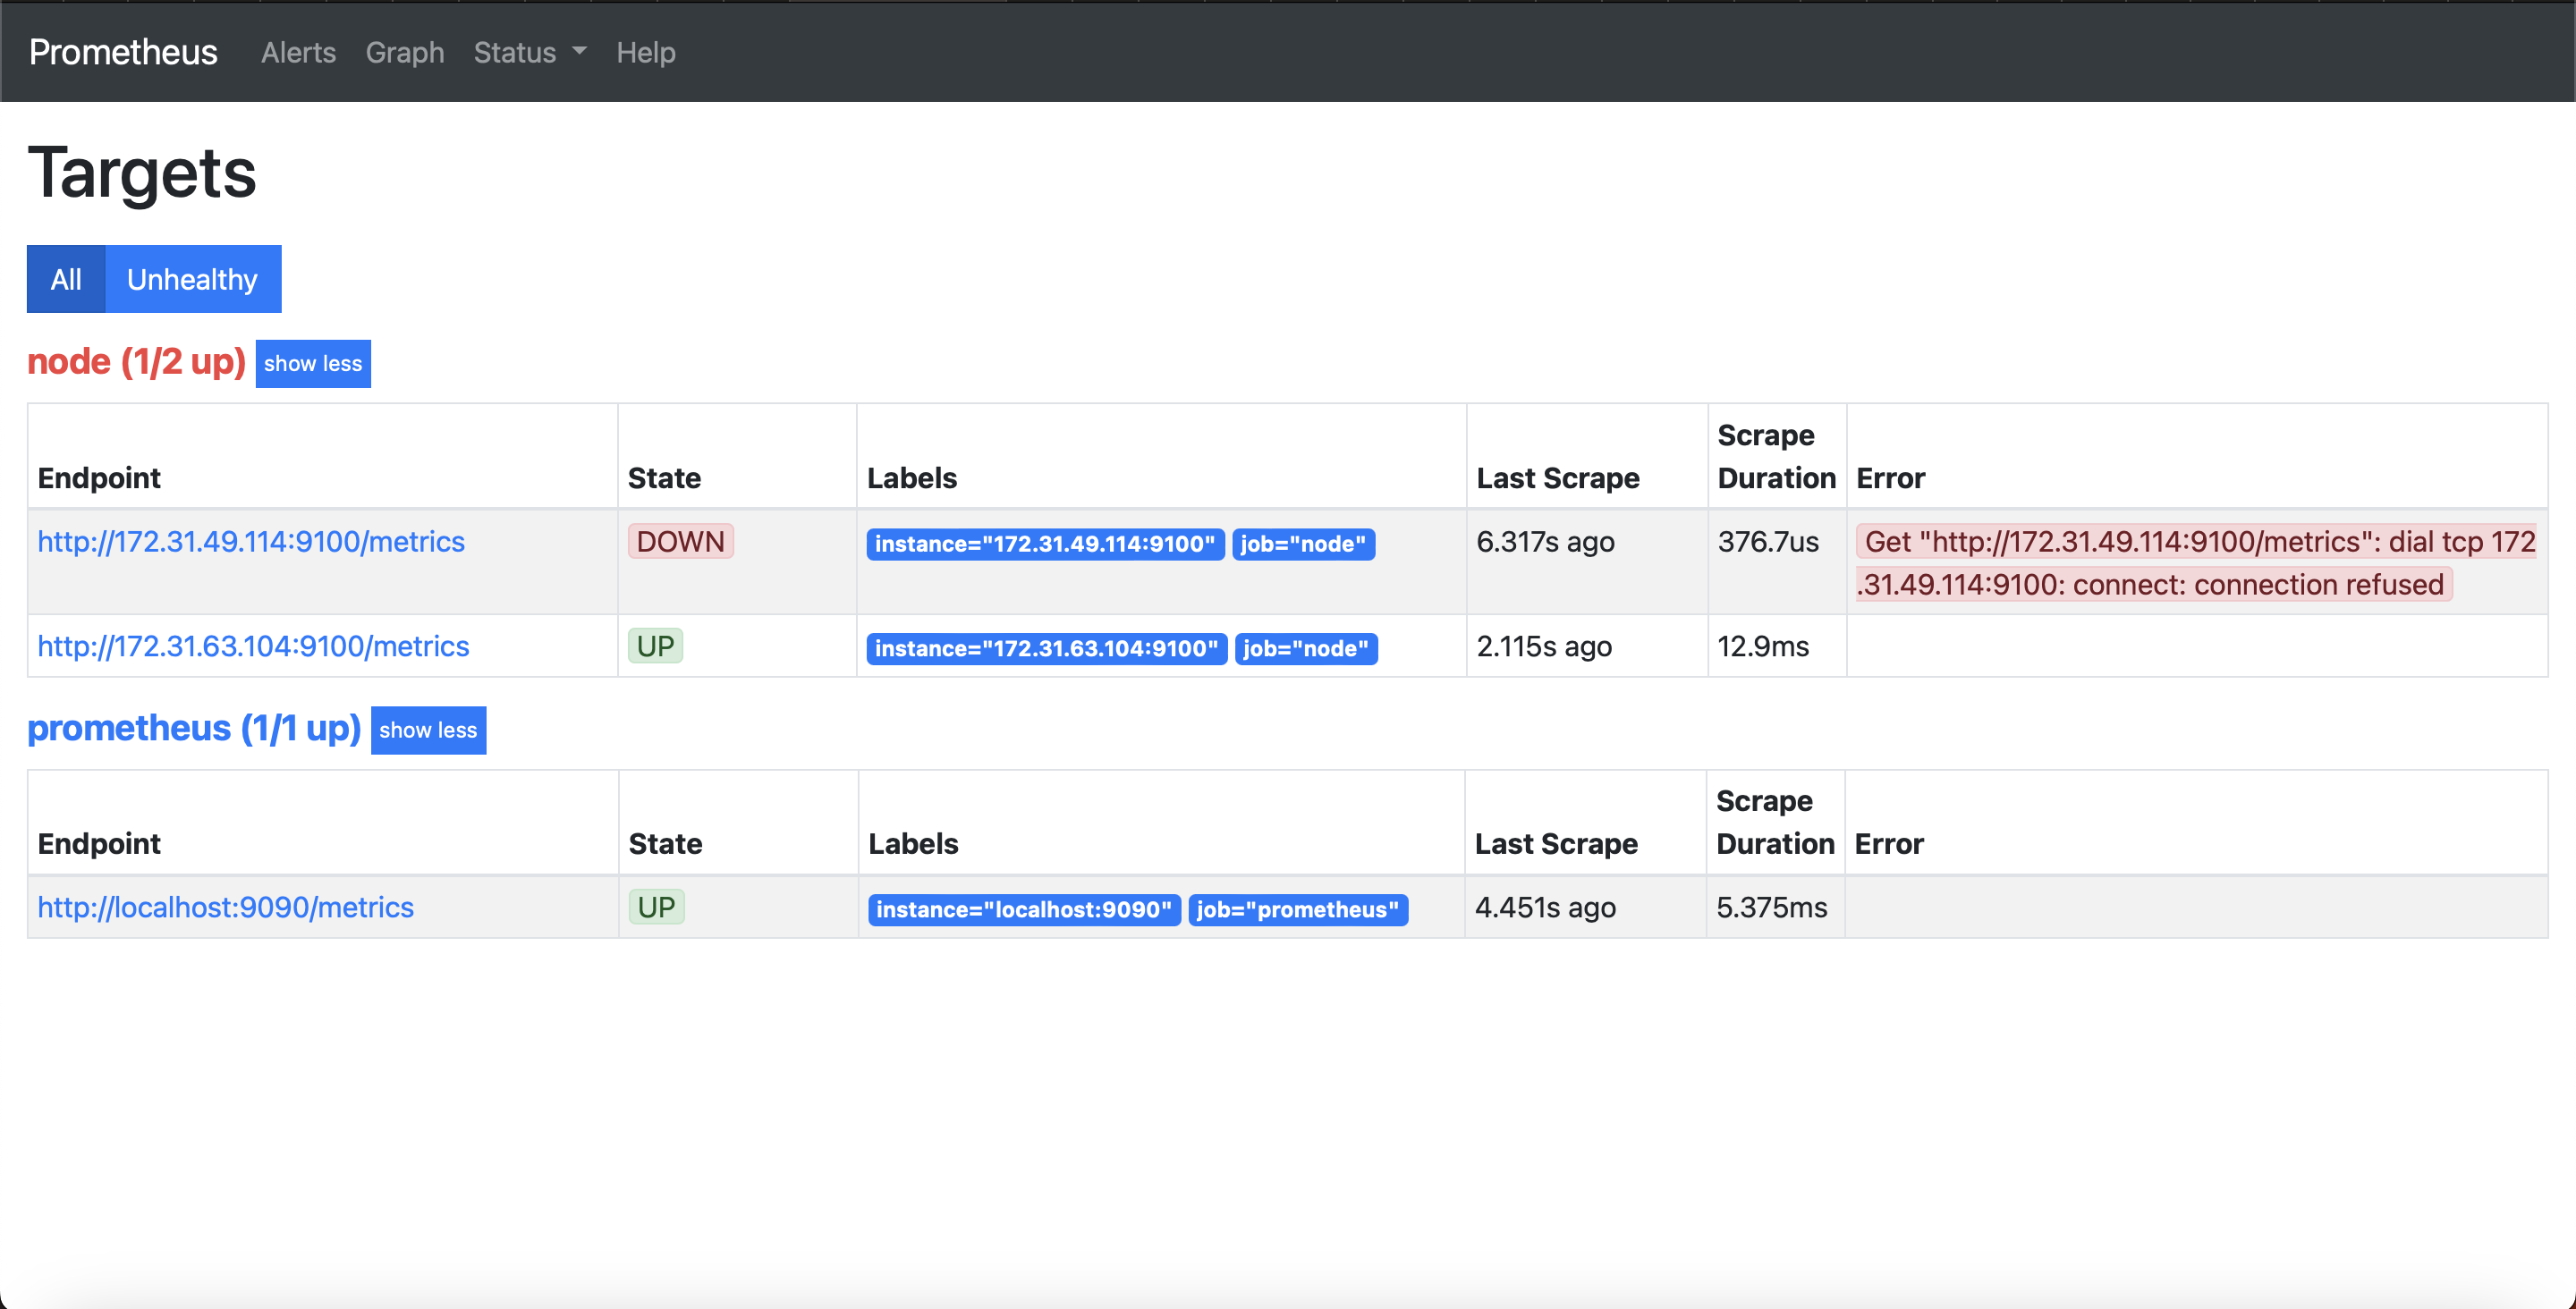 Prometheus Alerts Graph Status Help
Targets
All Unhealthy
node (1/2 up) show less
Endpoint State Labels Last Scrape Scrape Duration Error
http://172.31.49.114:9100/metrics DOWN instance="172.31.49.114:9100" job="node" 6.317s ago 376.7us Get "http://172.31.49.114:9100/metrics": dial tcp 172
.31.49.114:9100: connect: connection refused
http://172.31.63.104:9100/metrics UP instance="172.31.63.104:9100" job="node" 2.115s ago 12.9ms
prometheus (1/1 up) show less
Endpoint State Labels Last Scrape Scrape Duration Error
http://localhost:9090/metrics UP instance="localhost:9090" job="prometheus" 4.451s ago 5.375ms